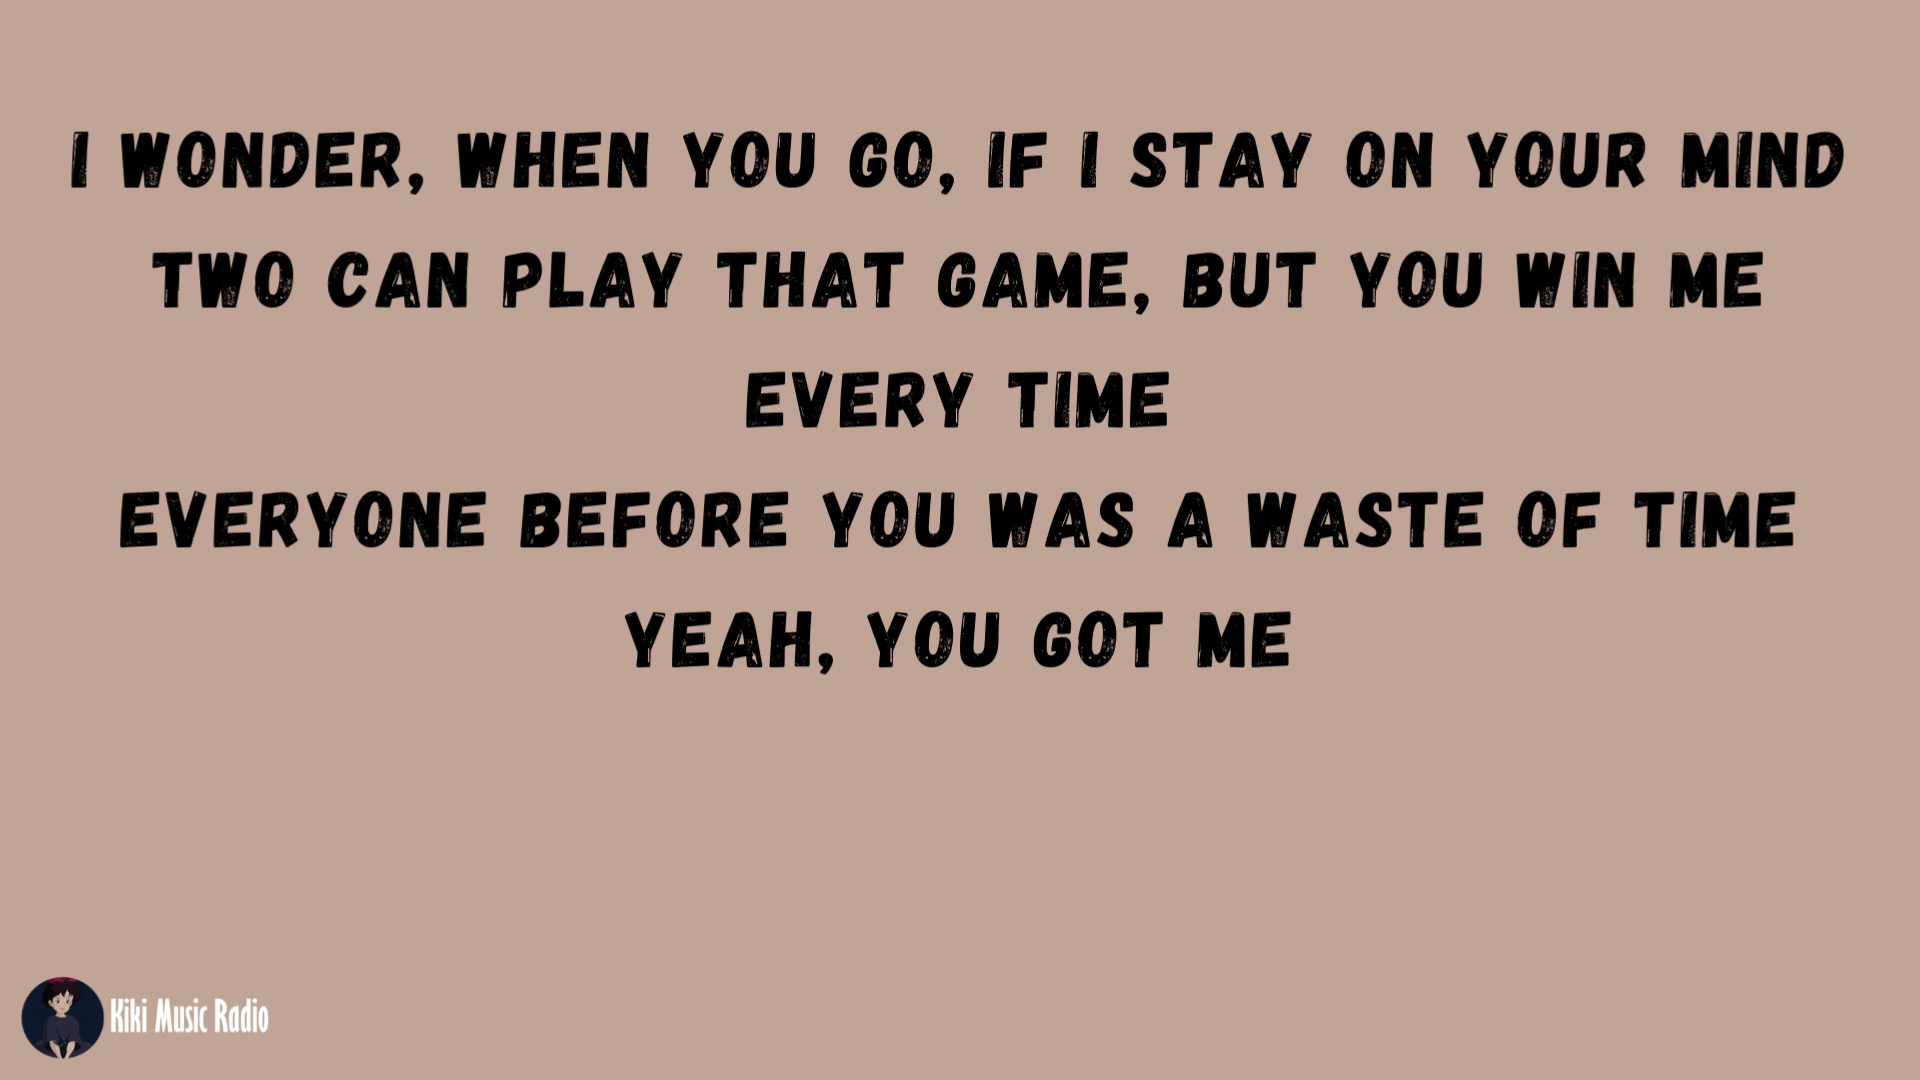 I WONDER, WHEN YOU GO, IF I STAY ON YOUR MIND
TWO CAN PLAY THAT GAME, BUT YOU WIN ME
EVERY TIME
EVERYONE BEFORE YOU WAS A WASTE OF TIME
YEAH, YOU GOT ME
Kiki Music Radio